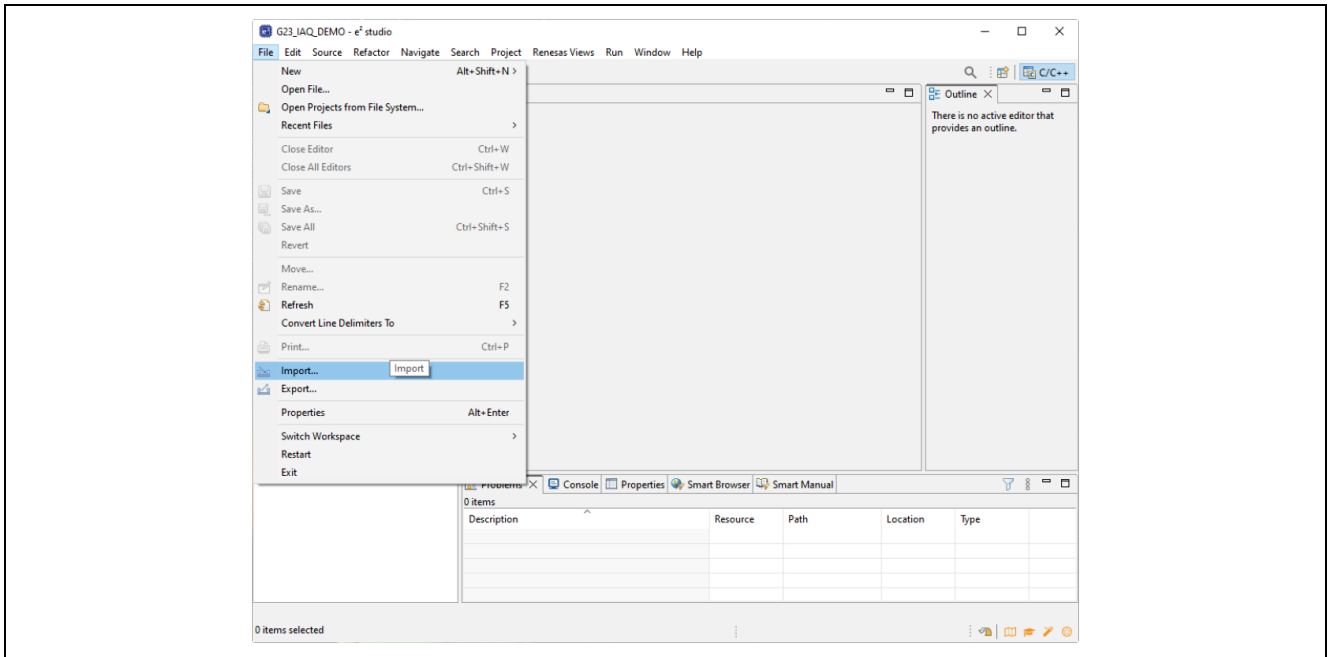 G23_IAQ_DEMO - e² studio
File Edit Source Refactor Navigate Search Project Renesas Views Run Window Help
New Alt+Shift+N >
Open File...
Open Projects from File System...
Recent Files >
Close Editor Ctrl+W
Close All Editors Ctrl+Shift+W
Save Ctrl+S
Save As...
Save All Ctrl+Shift+S
Revert
Move...
Rename... F2
Refresh F5
Convert Line Delimiters To >
Print... Ctrl+P
Import... Import
Export...
Properties Alt+Enter
Switch Workspace >
Restart
Exit
C/C++
Outline
There is no active editor that
provides an outline.
Problems Console Properties Smart Browser Smart Manual
0 items
Description Resource Path Location Type
0 items selected